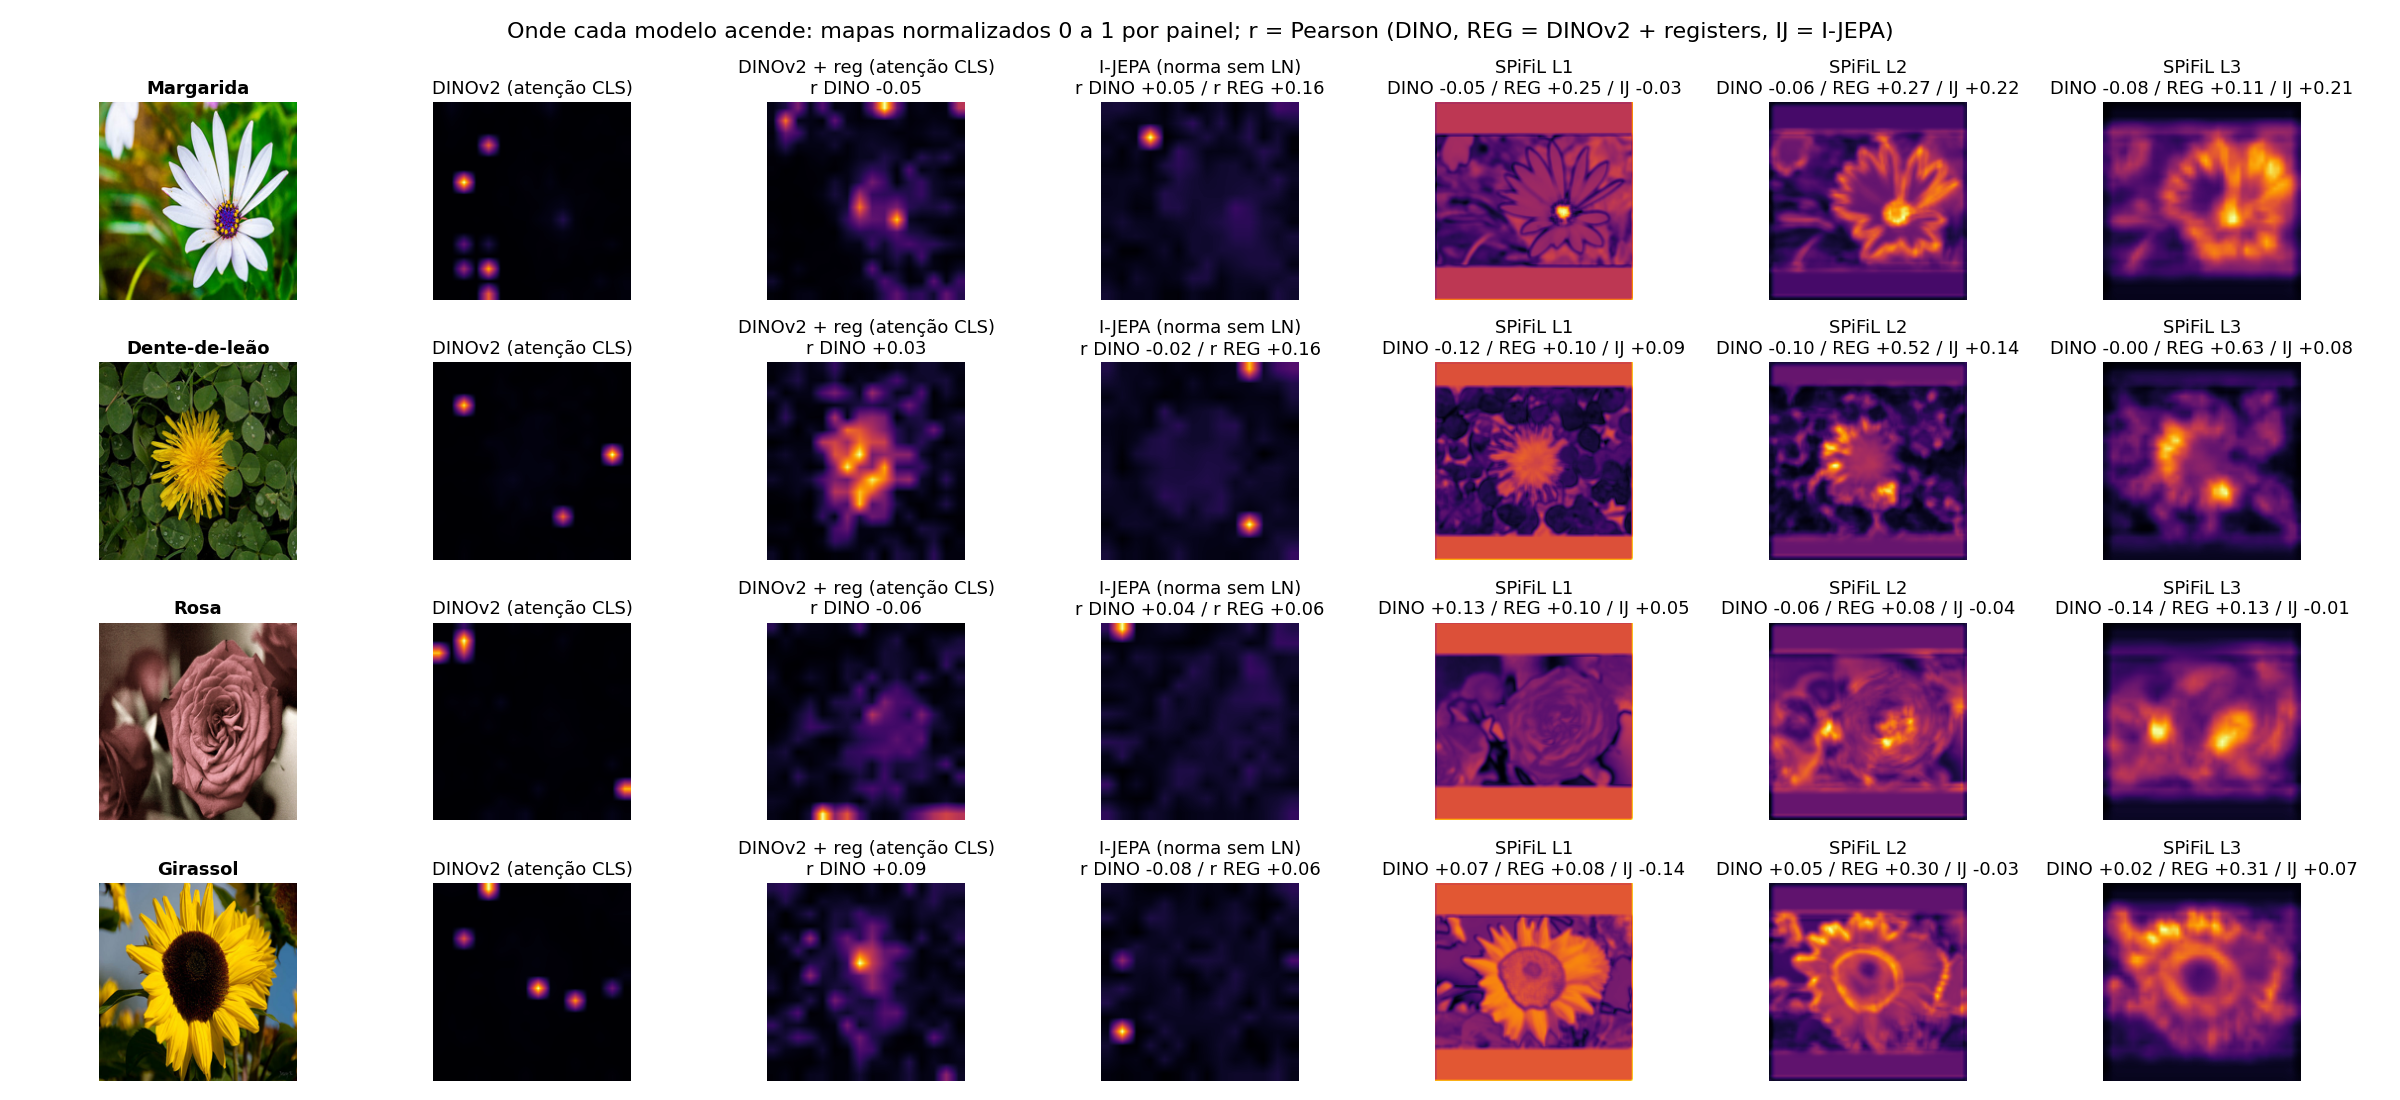 Onde cada modelo acende: mapas normalizados 0 a 1 por painel; r = Pearson (DINO, REG = DINOv2 + registers, IJ = I-JEPA)
Margarida
DINOv2 (atenção CLS)
DINOv2 + reg (atenção CLS)
r DINO -0.05
I-JEPA (norma sem LN)
r DINO +0.05 / r REG +0.16
SPiFiL L1
DINO -0.05 / REG +0.25 / IJ -0.03
SPiFiL L2
DINO -0.06 / REG +0.27 / IJ +0.22
SPiFiL L3
DINO -0.08 / REG +0.11 / IJ +0.21
Dente-de-leão
DINOv2 (atenção CLS)
DINOv2 + reg (atenção CLS)
r DINO +0.03
I-JEPA (norma sem LN)
r DINO -0.02 / r REG +0.16
SPiFiL L1
DINO -0.12 / REG +0.10 / IJ +0.09
SPiFiL L2
DINO -0.10 / REG +0.52 / IJ +0.14
SPiFiL L3
DINO -0.00 / REG +0.63 / IJ +0.08
Rosa
DINOv2 (atenção CLS)
DINOv2 + reg (atenção CLS)
r DINO -0.06
I-JEPA (norma sem LN)
r DINO +0.04 / r REG +0.06
SPiFiL L1
DINO +0.13 / REG +0.10 / IJ +0.05
SPiFiL L2
DINO -0.06 / REG +0.08 / IJ -0.04
SPiFiL L3
DINO -0.14 / REG +0.13 / IJ -0.01
Girassol
DINOv2 (atenção CLS)
DINOv2 + reg (atenção CLS)
r DINO +0.09
I-JEPA (norma sem LN)
r DINO -0.08 / r REG +0.06
SPiFiL L1
DINO +0.07 / REG +0.08 / IJ -0.14
SPiFiL L2
DINO +0.05 / REG +0.30 / IJ -0.03
SPiFiL L3
DINO +0.02 / REG +0.31 / IJ +0.07